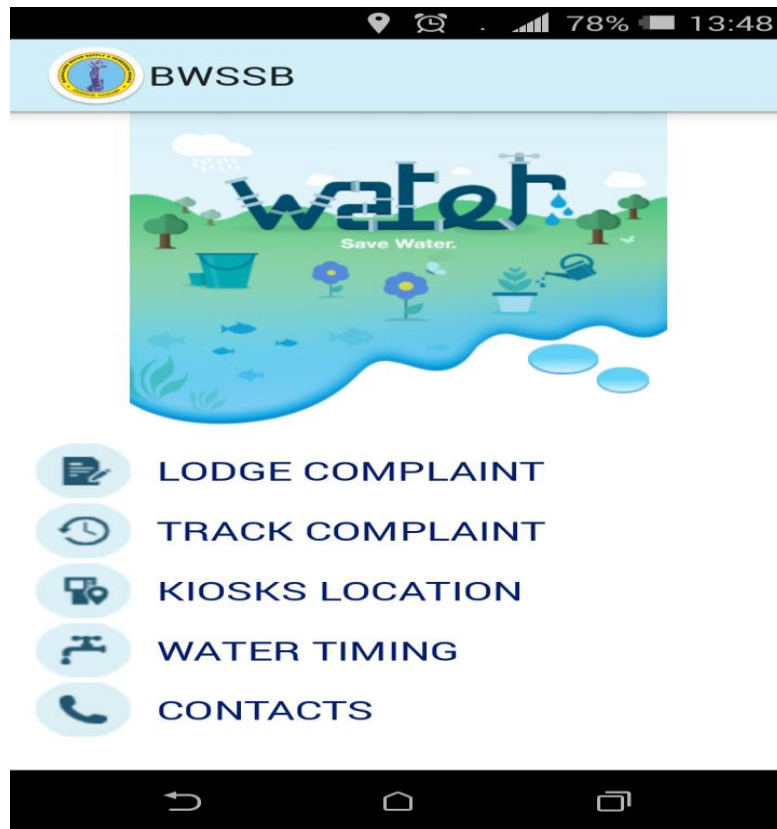 78% 13:48
BWSSB
water
Save Water.
LODGE COMPLAINT
TRACK COMPLAINT
KIOSKS LOCATION
WATER TIMING
CONTACTS